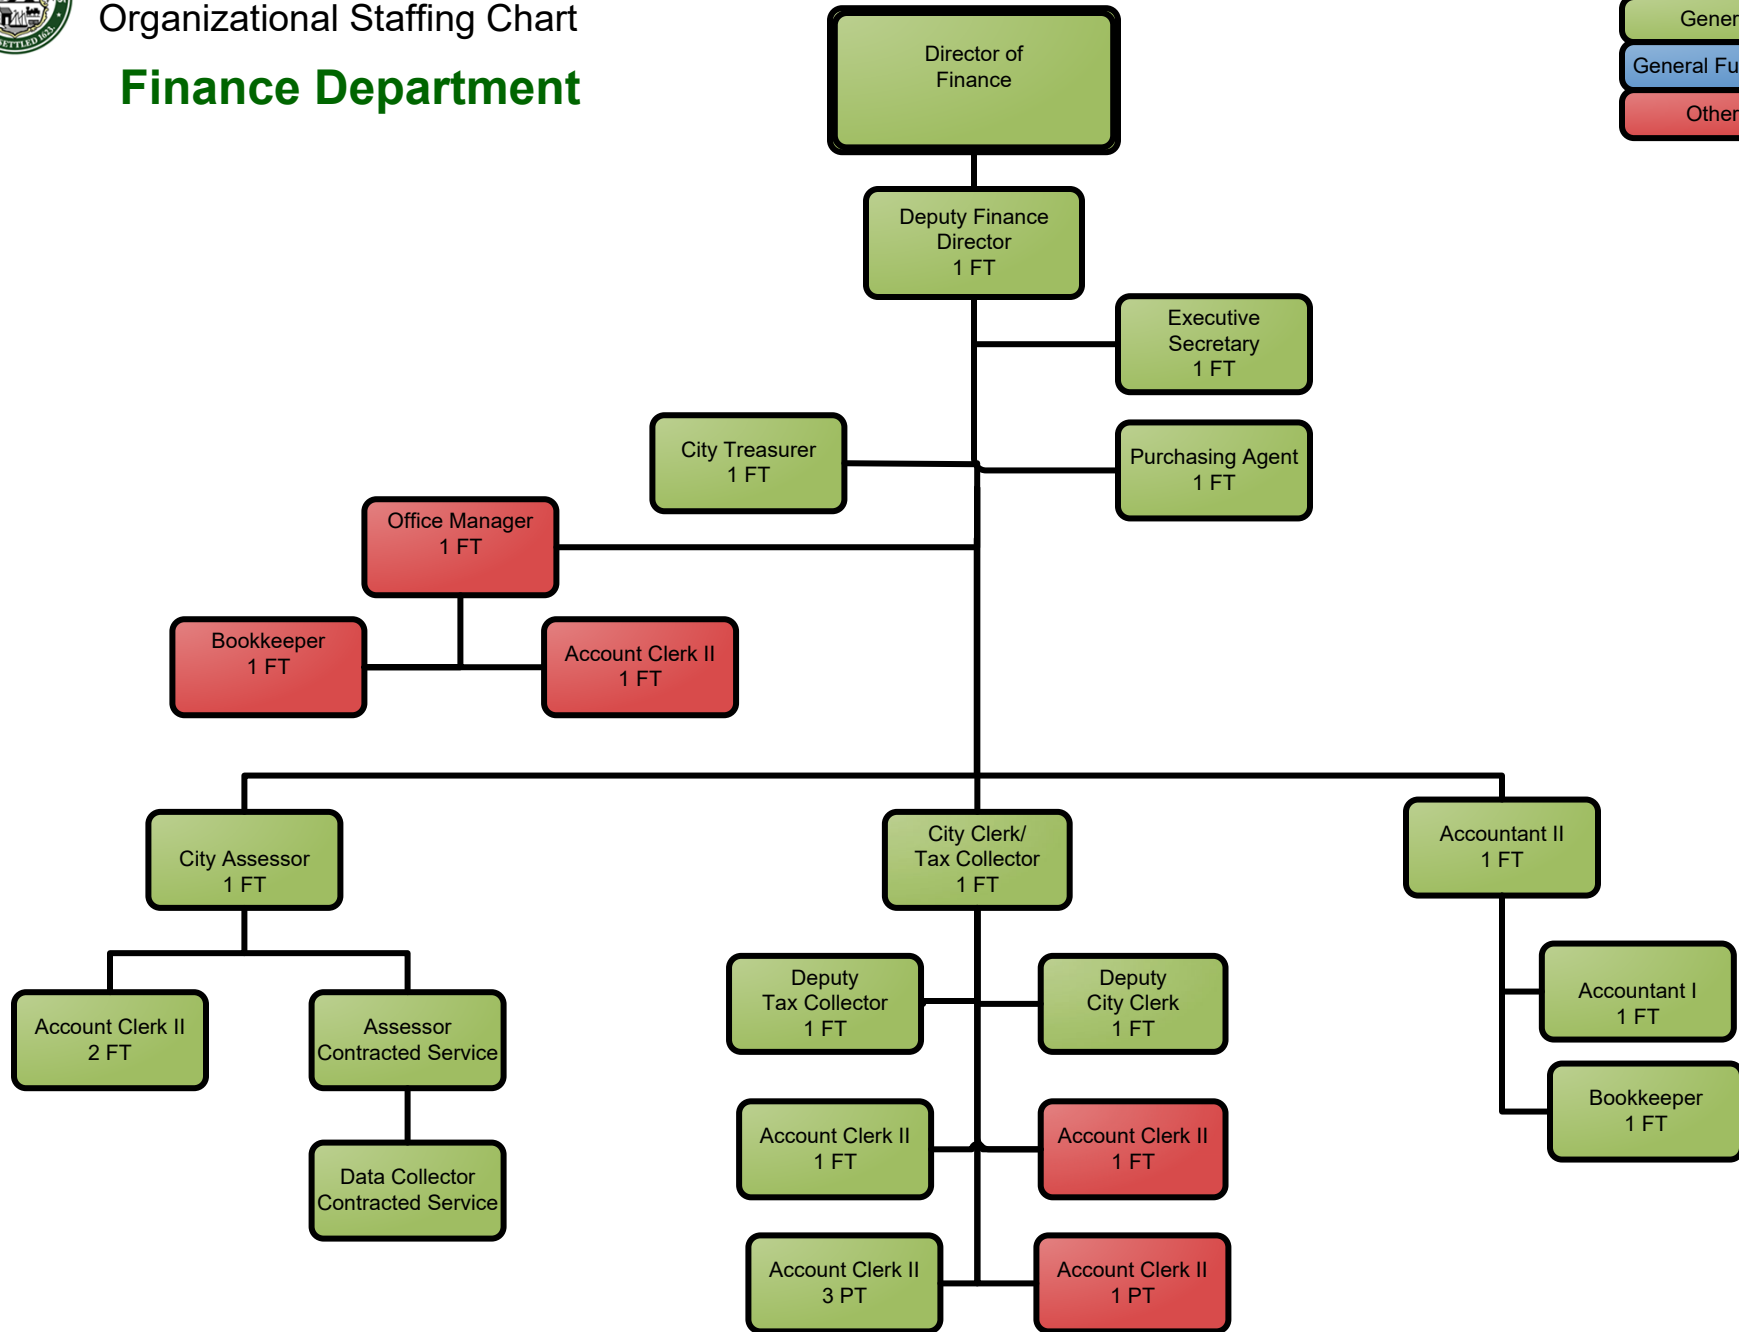 Organizational Staffing Chart
Finance Department
SETTLED 1623
Gener
General Fu
Other
Director of
Finance
Deputy Finance
Director
1 FT
Executive
Secretary
1 FT
City Treasurer
1 FT
Purchasing Agent
1 FT
Office Manager
1 FT
Bookkeeper
1 FT
Account Clerk II
1 FT
City Assessor
1 FT
City Clerk/
Tax Collector
1 FT
Accountant II
1 FT
Account Clerk II
2 FT
Assessor
Contracted Service
Data Collector
Contracted Service
Deputy
Tax Collector
1 FT
Deputy
City Clerk
1 FT
Account Clerk II
1 FT
Account Clerk II
1 FT
Account Clerk II
3 PT
Account Clerk II
1 PT
Accountant I
1 FT
Bookkeeper
1 FT